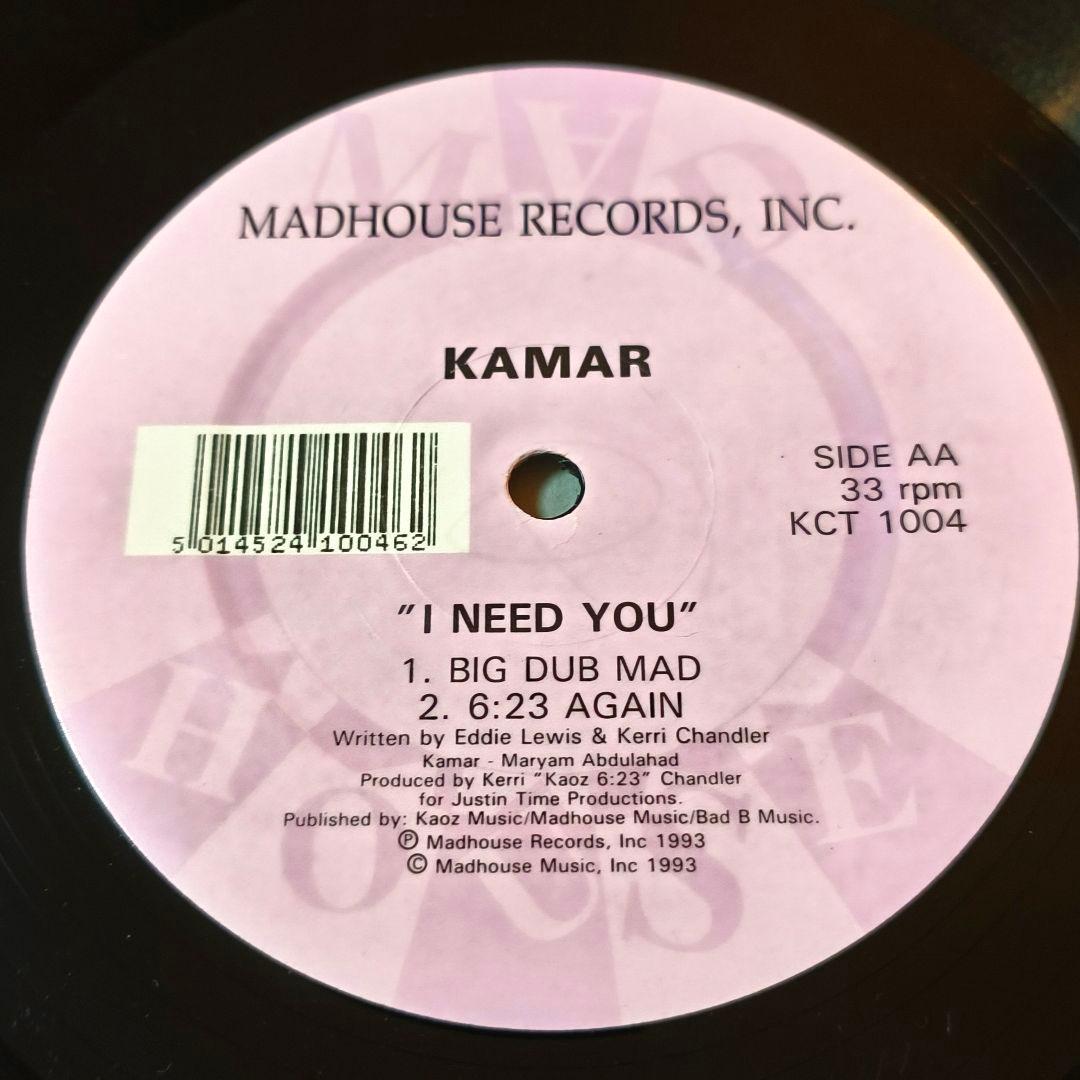 MAD
MADHOUSE RECORDS, INC.
KAMAR
5 014524 100462
SIDE AA
33 rpm
KCT 1004
"I NEED YOU"
1. BIG DUB MAD
2. 6:23 AGAIN
Written by Eddie Lewis & Kerri Chandler
Kamar - Maryam Abdulahad
Produced by Kerri "Kaoz 6:23" Chandler
for Justin Time Productions.
Published by: Kaoz Music/Madhouse Music/Bad B Music.
℗ Madhouse Records, Inc 1993
© Madhouse Music, Inc 1993
HOUSE